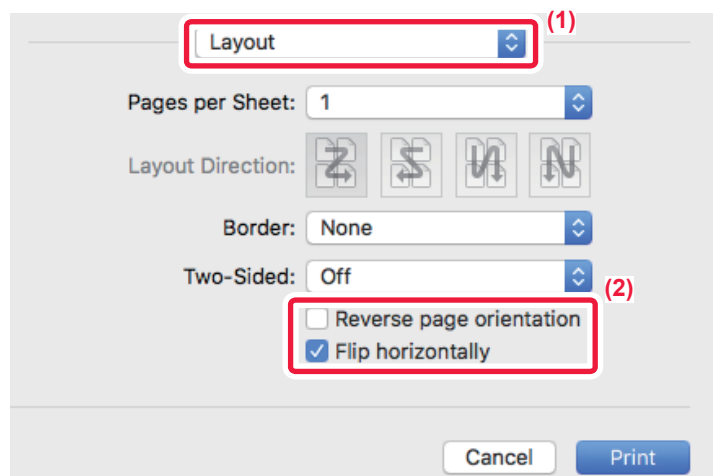 (1)
Layout
Pages per Sheet: 1
Layout Direction:
Border: None
Two-Sided: Off
(2)
Reverse page orientation
Flip horizontally
Cancel Print